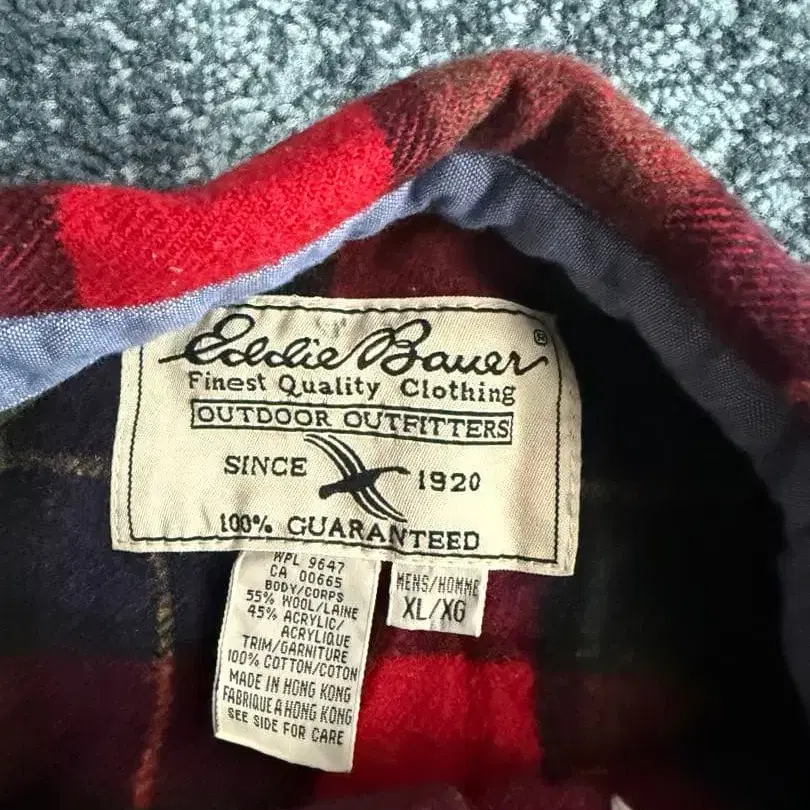 Eddie Bauer®
Finest Quality Clothing
OUTDOOR OUTFITTERS
SINCE 1920
100% GUARANTEED
WPL 9647
CA 00665
BODY/CORPS
55% WOOL/LAINE
45% ACRYLIC/
ACRYLIQUE
TRIM/GARNITURE
100% COTTON/COTON
MADE IN HONG KONG
FABRIQUE A HONG KONG
SEE SIDE FOR CARE
MENS/HOMME
XL/XG